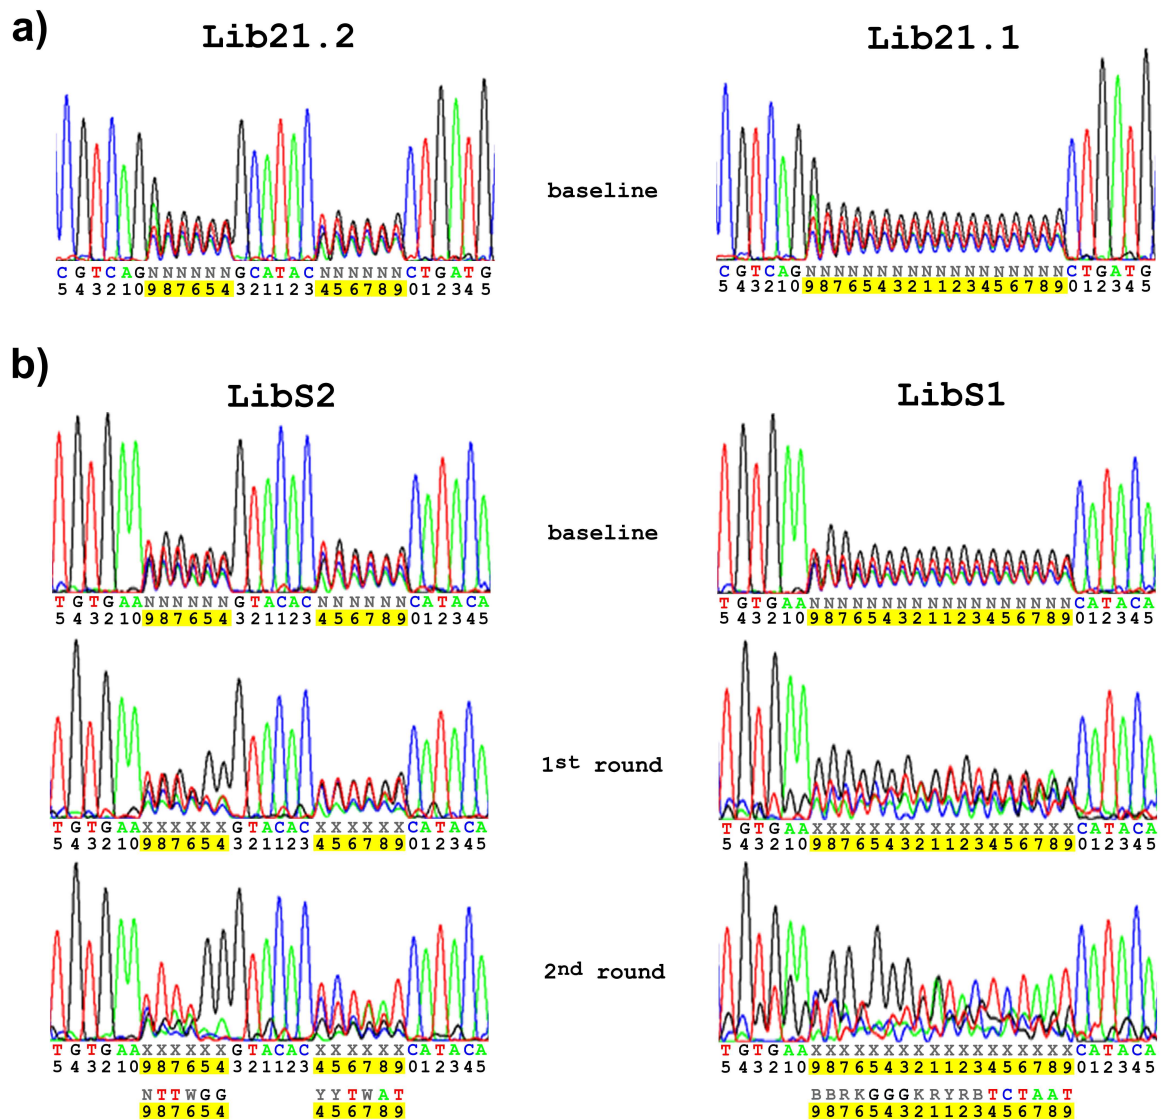 a)
Lib21.2 Lib21.1
baseline
CGTCAGNNNNNNGCATACNNNNNNCTGATG CGTCAGNNNNNNNNNNNNNNNNNNCTGATG
543210987654321123456789012345 543210987654321123456789012345
b)
LibS2 LibS1
baseline
TGTGAANNNNNNGTACACNNNNNNCATACA TGTGAANNNNNNNNNNNNNNNNNNCATACA
543210987654321123456789012345 543210987654321123456789012345
1st round
TGTGAAXXXXXXGTACACXXXXXXCATACA TGTGAAXXXXXXXXXXXXXXXXXXCATACA
543210987654321123456789012345 543210987654321123456789012345
2nd round
TGTGAAXXXXXXGTACACXXXXXXCATACA TGTGAAXXXXXXXXXXXXXXXXXXCATACA
543210987654321123456789012345 543210987654321123456789012345
NTTWGG YYTWAT BBRKGGGKRYRBTCTAAT
987654 456789 987654321123456789